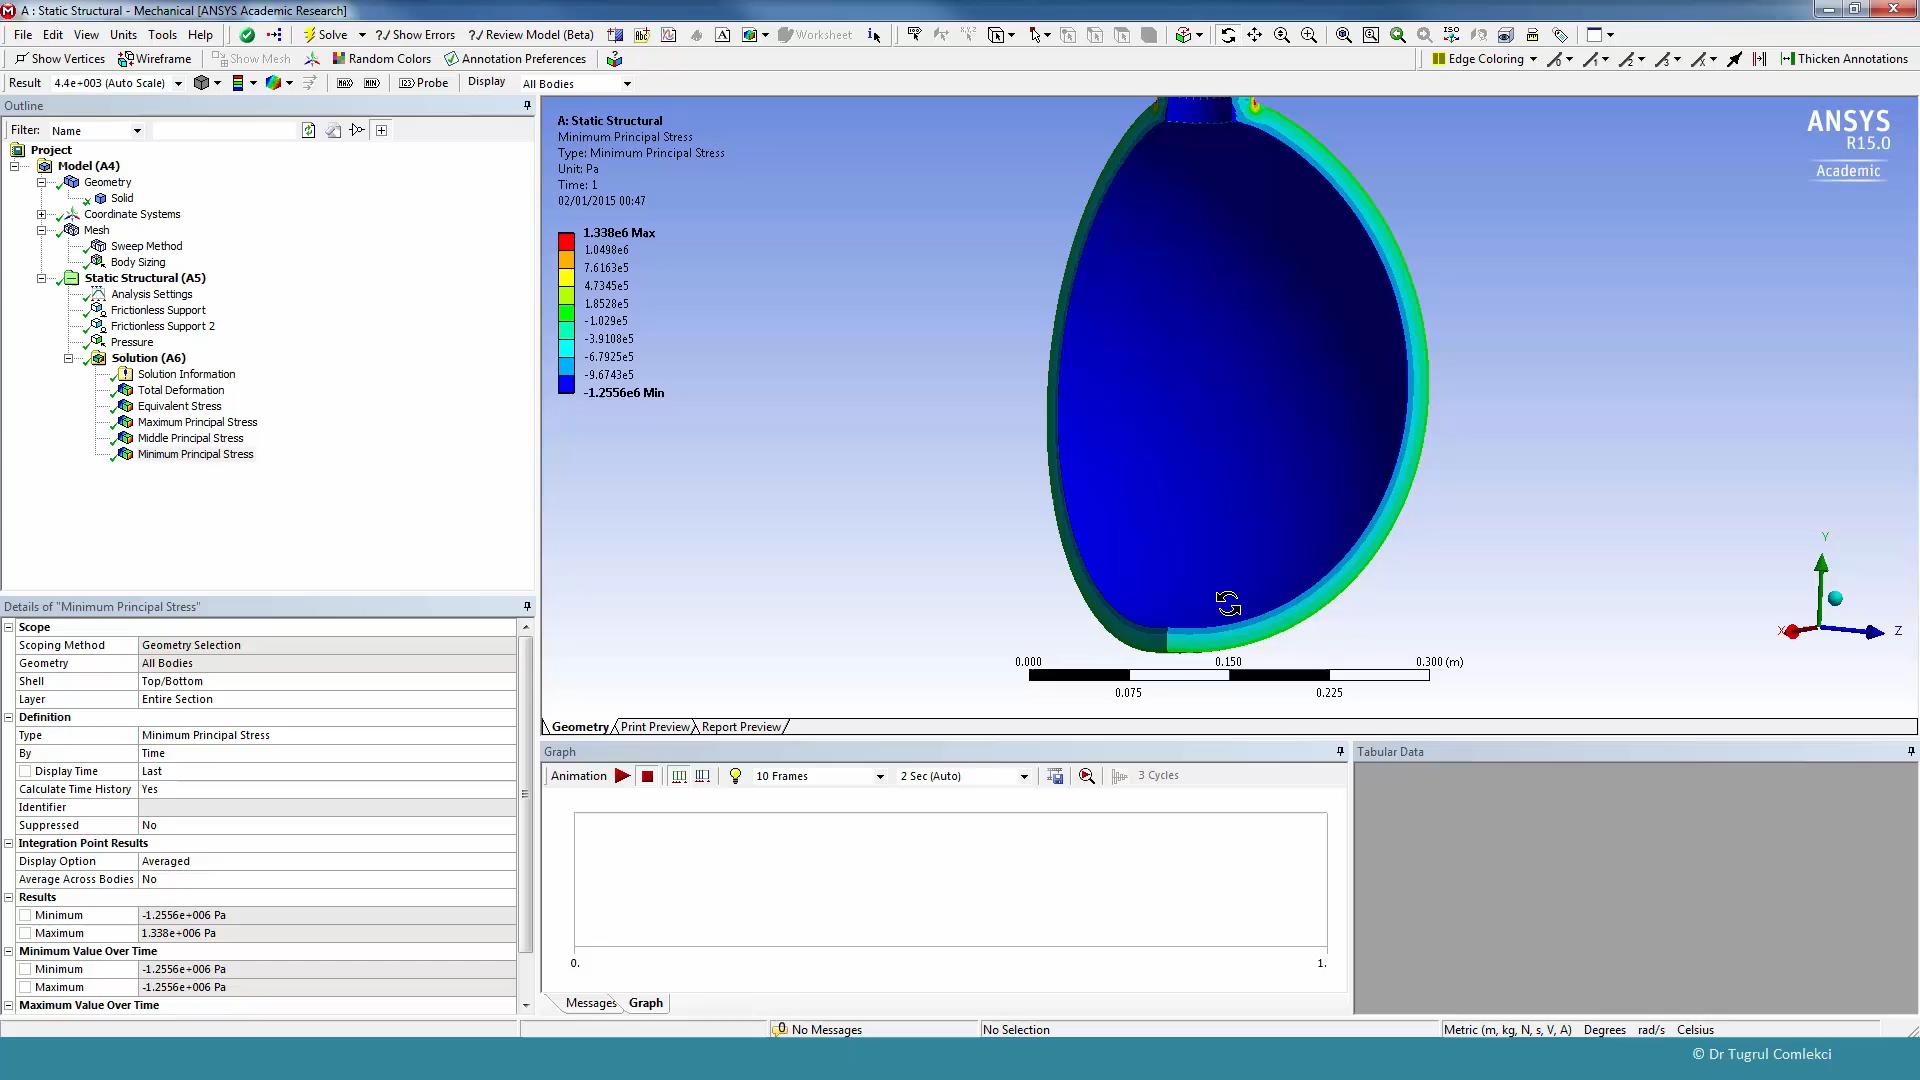 A : Static Structural - Mechanical [ANSYS Academic Research]
File Edit View Units Tools Help Solve ?/ Show Errors ?/ Review Model (Beta) Worksheet
Show Vertices Wireframe Show Mesh Random Colors Annotation Preferences Edge Coloring Thicken Annotations
Result 4.4e+003 (Auto Scale) MAX MIN Probe Display All Bodies
Outline
Filter: Name
Project
Model (A4)
Geometry
Solid
Coordinate Systems
Mesh
Sweep Method
Body Sizing
Static Structural (A5)
Analysis Settings
Frictionless Support
Frictionless Support 2
Pressure
Solution (A6)
Solution Information
Total Deformation
Equivalent Stress
Maximum Principal Stress
Middle Principal Stress
Minimum Principal Stress
Details of "Minimum Principal Stress"
Scope
Scoping Method Geometry Selection
Geometry All Bodies
Shell Top/Bottom
Layer Entire Section
Definition
Type Minimum Principal Stress
By Time
Display Time Last
Calculate Time History Yes
Identifier
Suppressed No
Integration Point Results
Display Option Averaged
Average Across Bodies No
Results
Minimum -1.2556e+006 Pa
Maximum 1.338e+006 Pa
Minimum Value Over Time
Minimum -1.2556e+006 Pa
Maximum -1.2556e+006 Pa
Maximum Value Over Time
A: Static Structural
Minimum Principal Stress
Type: Minimum Principal Stress
Unit: Pa
Time: 1
02/01/2015 00:47
1.338e6 Max
1.0498e6
7.6163e5
4.7345e5
1.8528e5
-1.029e5
-3.9108e5
-6.7925e5
-9.6743e5
-1.2556e6 Min
ANSYS
R15.0
Academic
Y
X
Z
0.000 0.150 0.300 (m)
0.075 0.225
Geometry Print Preview Report Preview
Graph
Animation 10 Frames 2 Sec (Auto) 3 Cycles
0. 1.
Messages Graph
Tabular Data
No Messages No Selection Metric (m, kg, N, s, V, A) Degrees rad/s Celsius
© Dr Tugrul Comlekci